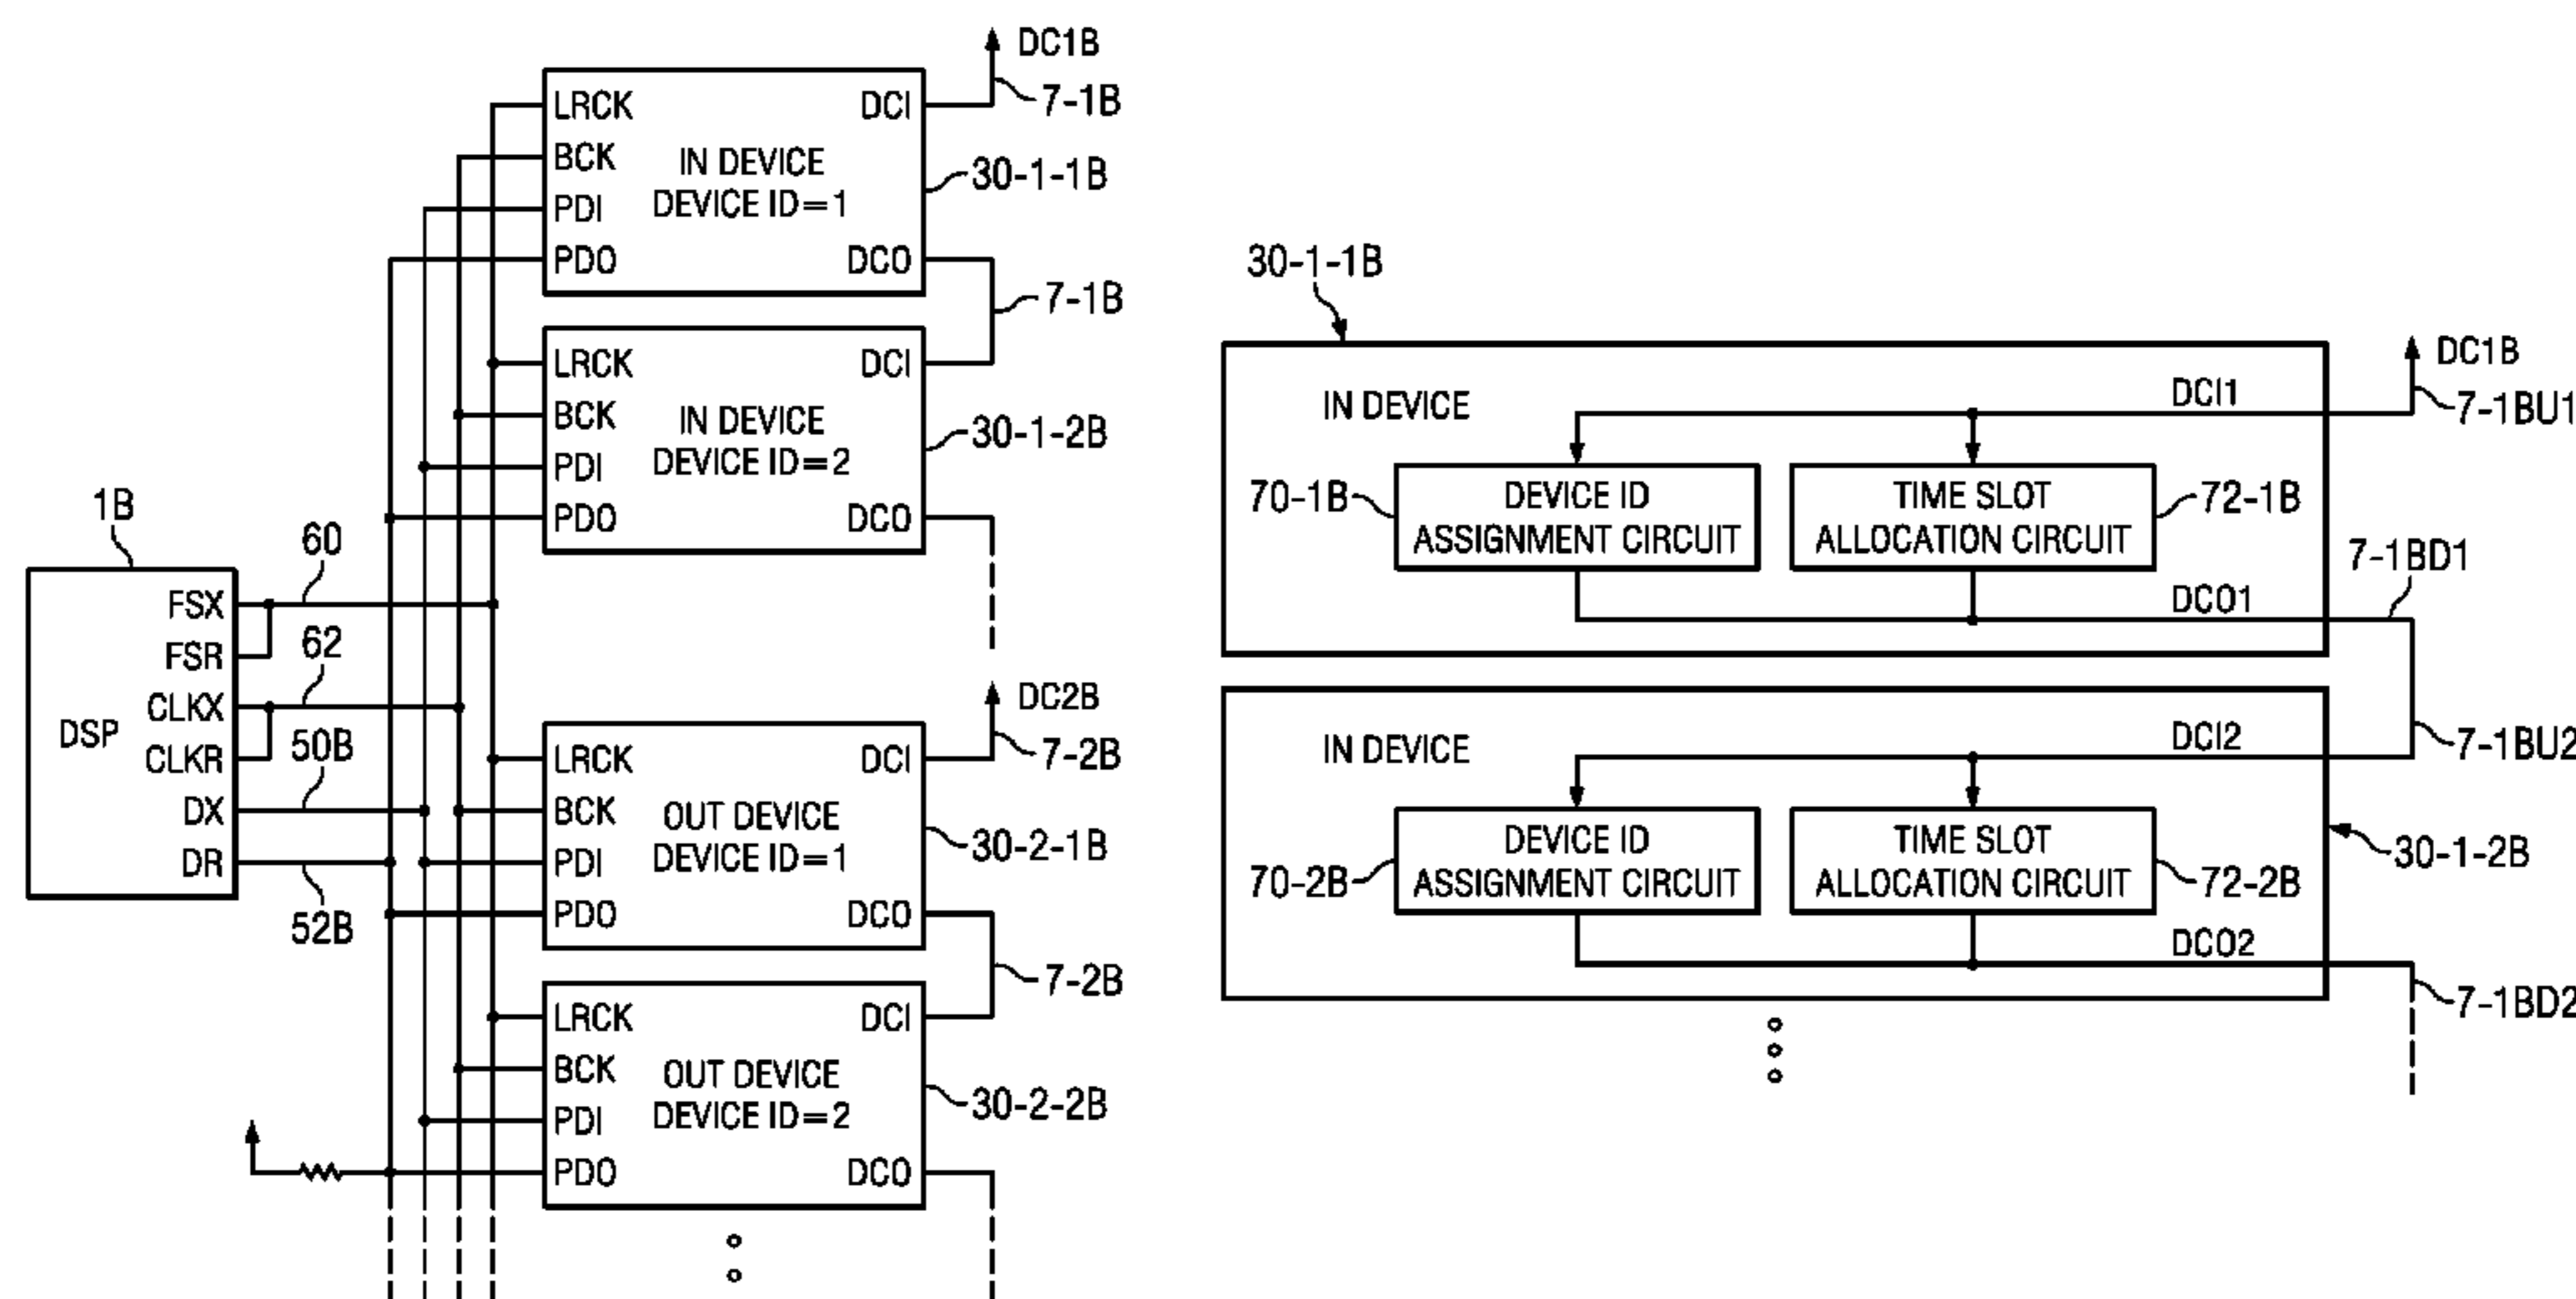 DC1B
7-1B
LRCK
DCI
BCK
IN DEVICE
DEVICE ID=1
PDI
PDO
DCO
30-1-1B
7-1B
LRCK
DCI
BCK
IN DEVICE
DEVICE ID=2
PDI
PDO
DCO
30-1-2B
1B
DSP
FSX
FSR
CLKX
CLKR
DX
DR
60
62
50B
52B
DC2B
7-2B
LRCK
DCI
BCK
OUT DEVICE
DEVICE ID=1
PDI
PDO
DCO
30-2-1B
7-2B
LRCK
DCI
BCK
OUT DEVICE
DEVICE ID=2
PDI
PDO
DCO
30-2-2B
30-1-1B
IN DEVICE
DCI1
DC1B
7-1BU1
70-1B
DEVICE ID
ASSIGNMENT CIRCUIT
TIME SLOT
ALLOCATION CIRCUIT
72-1B
7-1BD1
DCO1
IN DEVICE
DCI2
7-1BU2
70-2B
DEVICE ID
ASSIGNMENT CIRCUIT
TIME SLOT
ALLOCATION CIRCUIT
72-2B
30-1-2B
DCO2
7-1BD2